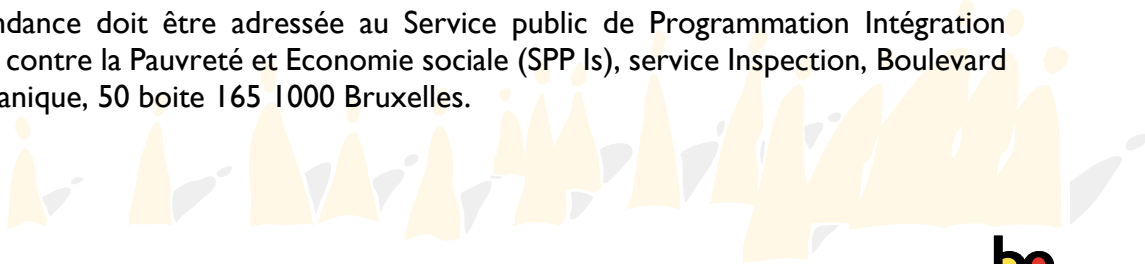 ndance doit être adressée au Service public de Programmation Intégration
contre la Pauvreté et Economie sociale (SPP Is), service Inspection, Boulevard
anique, 50 boite 165 1000 Bruxelles.
.be